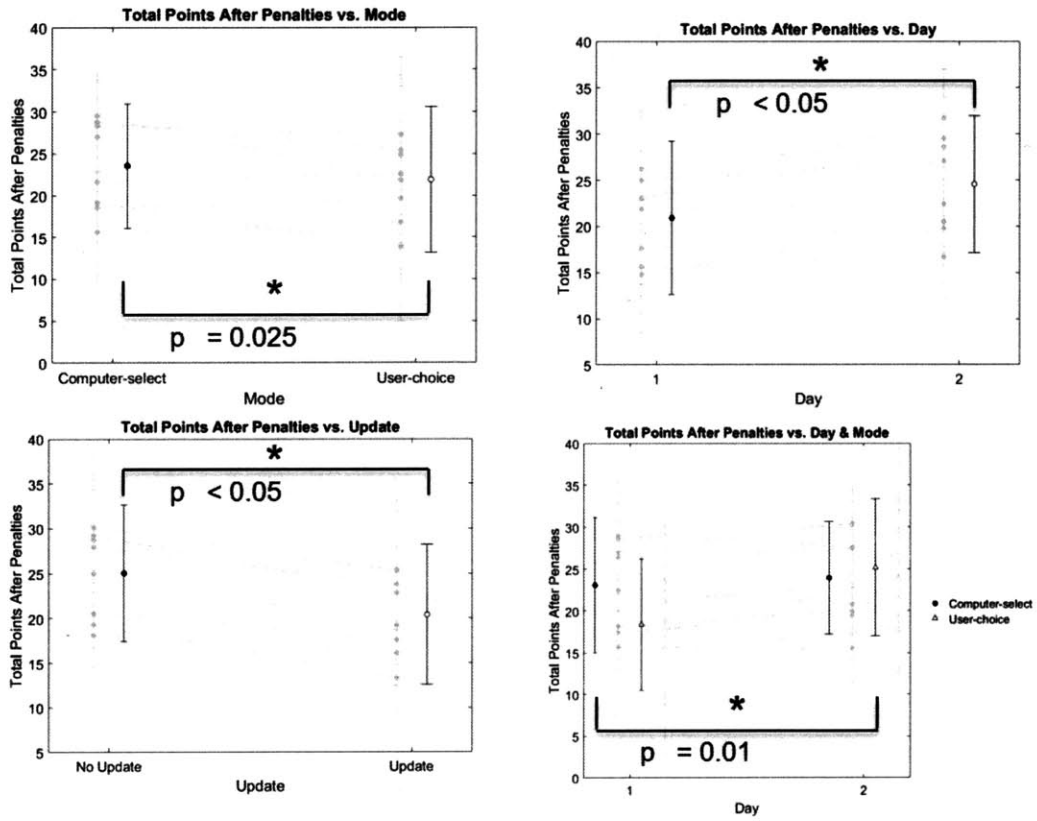 Total Points After Penalties vs. Mode
Total Points After Penalties
40
35
30
25
20
15
10
5
0
*
p = 0.025
Computer-select
User-choice
Mode
Total Points After Penalties vs. Day
Total Points After Penalties
40
35
30
25
20
15
10
5
*
p < 0.05
1
2
Day
Total Points After Penalties vs. Update
Total Points After Penalties
40
35
30
25
20
15
10
5
*
p < 0.05
No Update
Update
Update
Total Points After Penalties vs. Day & Mode
Total Points After Penalties
40
35
30
25
20
15
10
5
0
*
p = 0.01
1
2
Day
Computer-select
User-choice